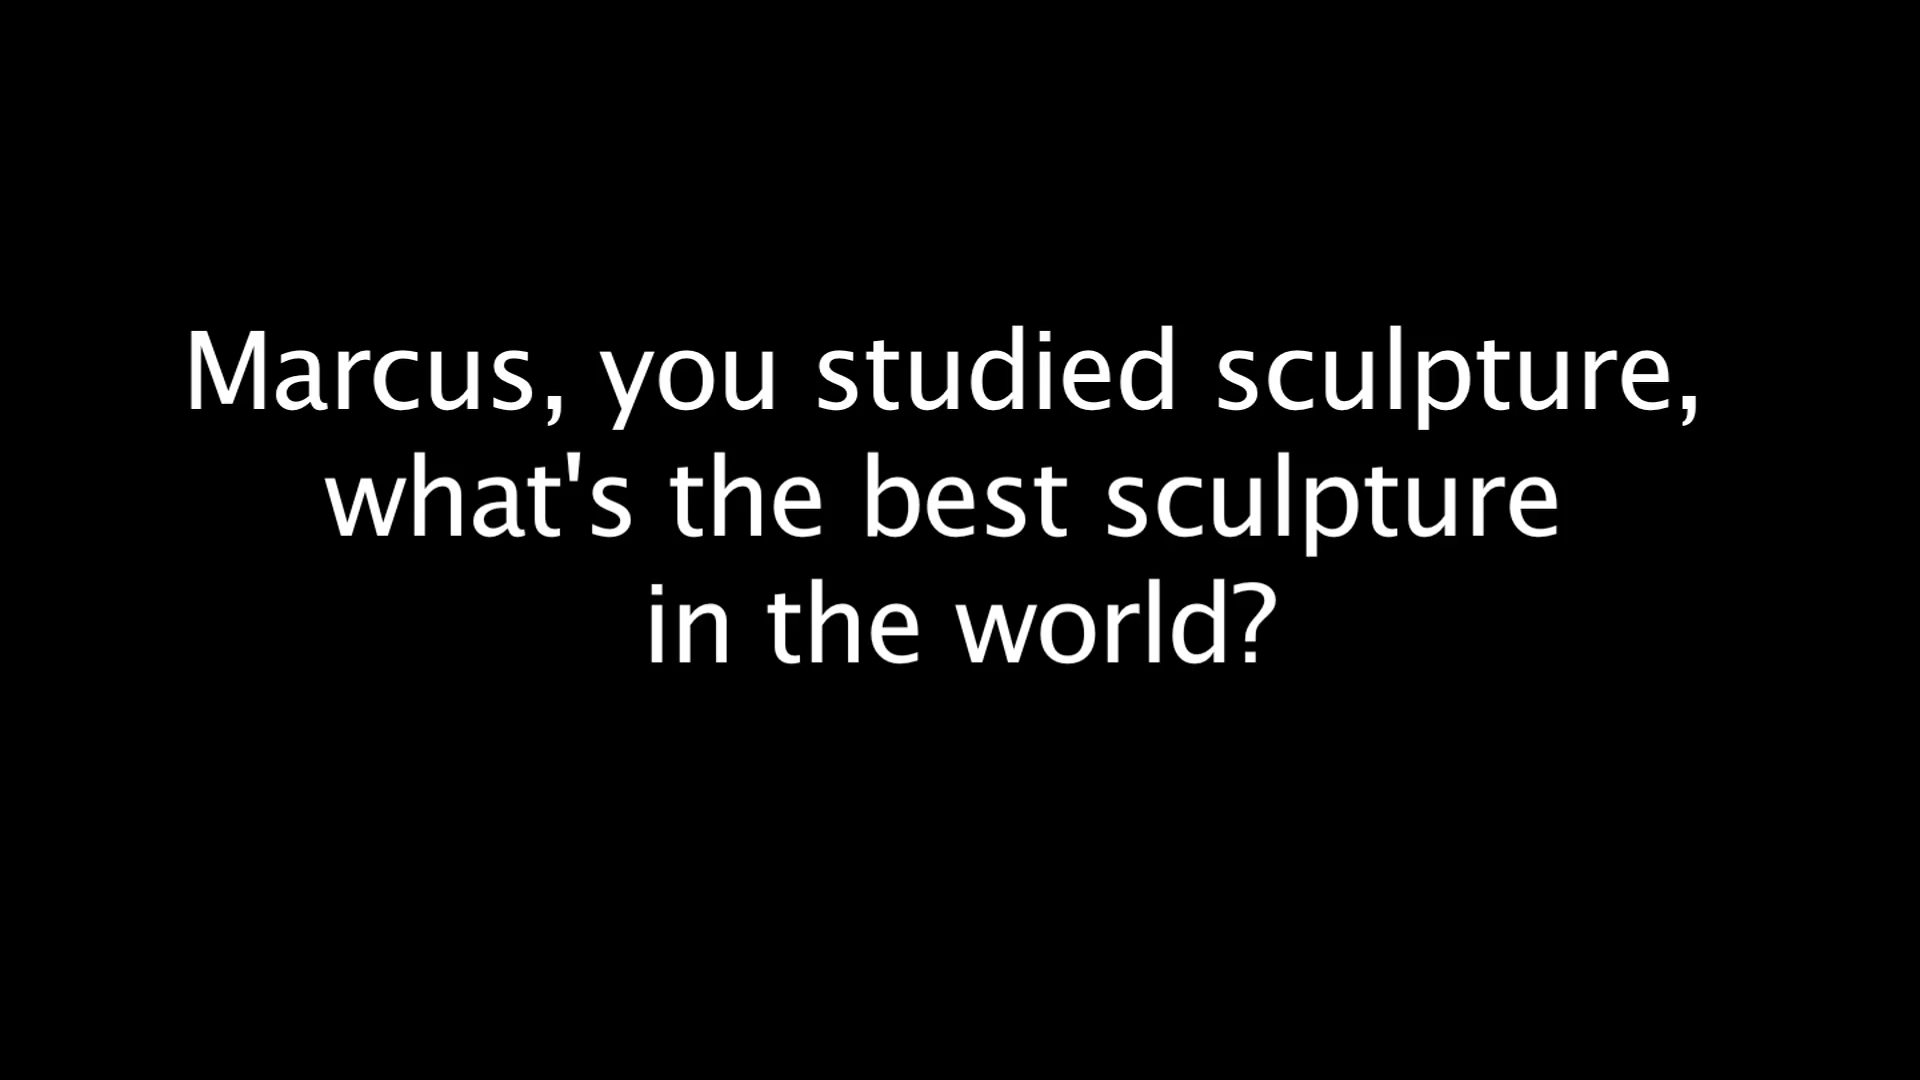 Marcus, you studied sculpture,
what's the best sculpture
in the world?